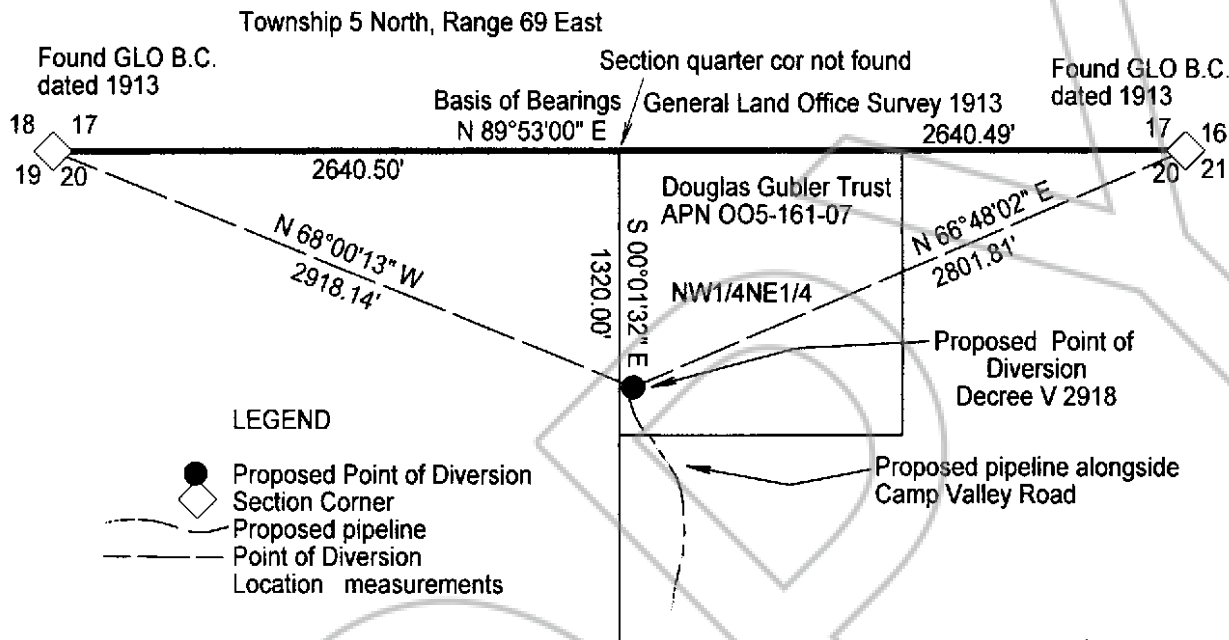 Township 5 North, Range 69 East
Found GLO B.C.
dated 1913
Section quarter cor not found
Found GLO B.C.
dated 1913
Basis of Bearings
General Land Office Survey 1913
N 89°53'00" E
18 17
19 20
2640.50'
2640.49'
17 16
20 21
Douglas Gubler Trust
APN OO5-161-07
N 68°00'13" W
2918.14'
S 00°01'32" E
1320.00'
N 66°48'02" E
2801.81'
NW1/4NE1/4
Proposed Point of
Diversion
Decree V 2918
Proposed pipeline alongside
Camp Valley Road
LEGEND
Proposed Point of Diversion
Section Corner
Proposed pipeline
Point of Diversion
Location measurements